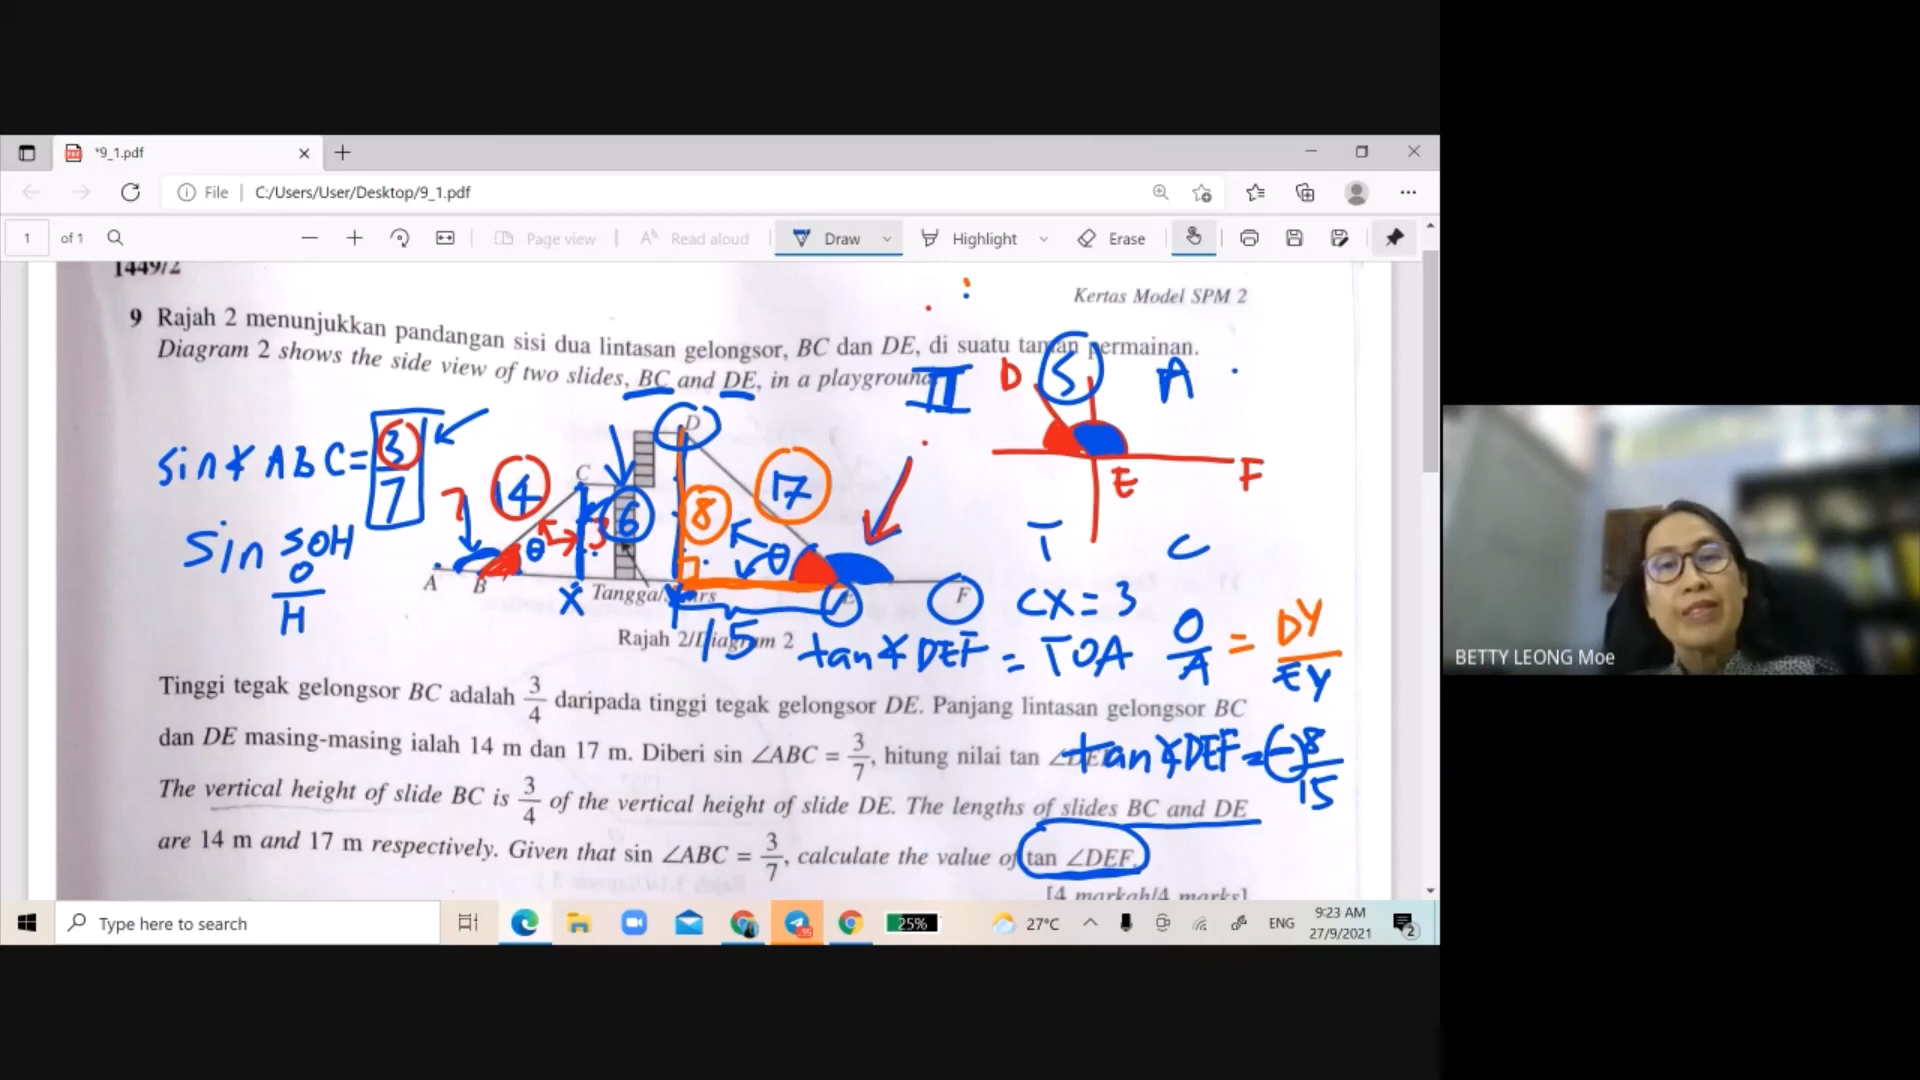 *9_1.pdf
File | C:/Users/User/Desktop/9_1.pdf
1 of 1 Page view Read aloud Draw Highlight Erase
1449/2
Kertas Model SPM 2
9 Rajah 2 menunjukkan pandangan sisi dua lintasan gelongsor, BC dan DE, di suatu taman permainan.
Diagram 2 shows the side view of two slides, BC and DE, in a playground
II D S A
sin∡ABC = 3/7
D
C
14 17
7 θ 3 6 8 θ
E F
T C
Sin SOH
O/H
A B X Tangga/ Y E F
CX = 3
Rajah 2/Diagram 2
15
tan∡DEF = TOA O/A = DY/EY
Tinggi tegak gelongsor BC adalah 3/4 daripada tinggi tegak gelongsor DE. Panjang lintasan gelongsor BC
dan DE masing-masing ialah 14 m dan 17 m. Diberi sin ∠ABC = 3/7, hitung nilai tan
tan∡DEF = (-) 8/15
The vertical height of slide BC is 3/4 of the vertical height of slide DE. The lengths of slides BC and DE
are 14 m and 17 m respectively. Given that sin ∠ABC = 3/7, calculate the value of tan ∠DEF.
[4 markah/4 marks]
BETTY LEONG Moe
Type here to search
25%
27°C
ENG
9:23 AM
27/9/2021
2